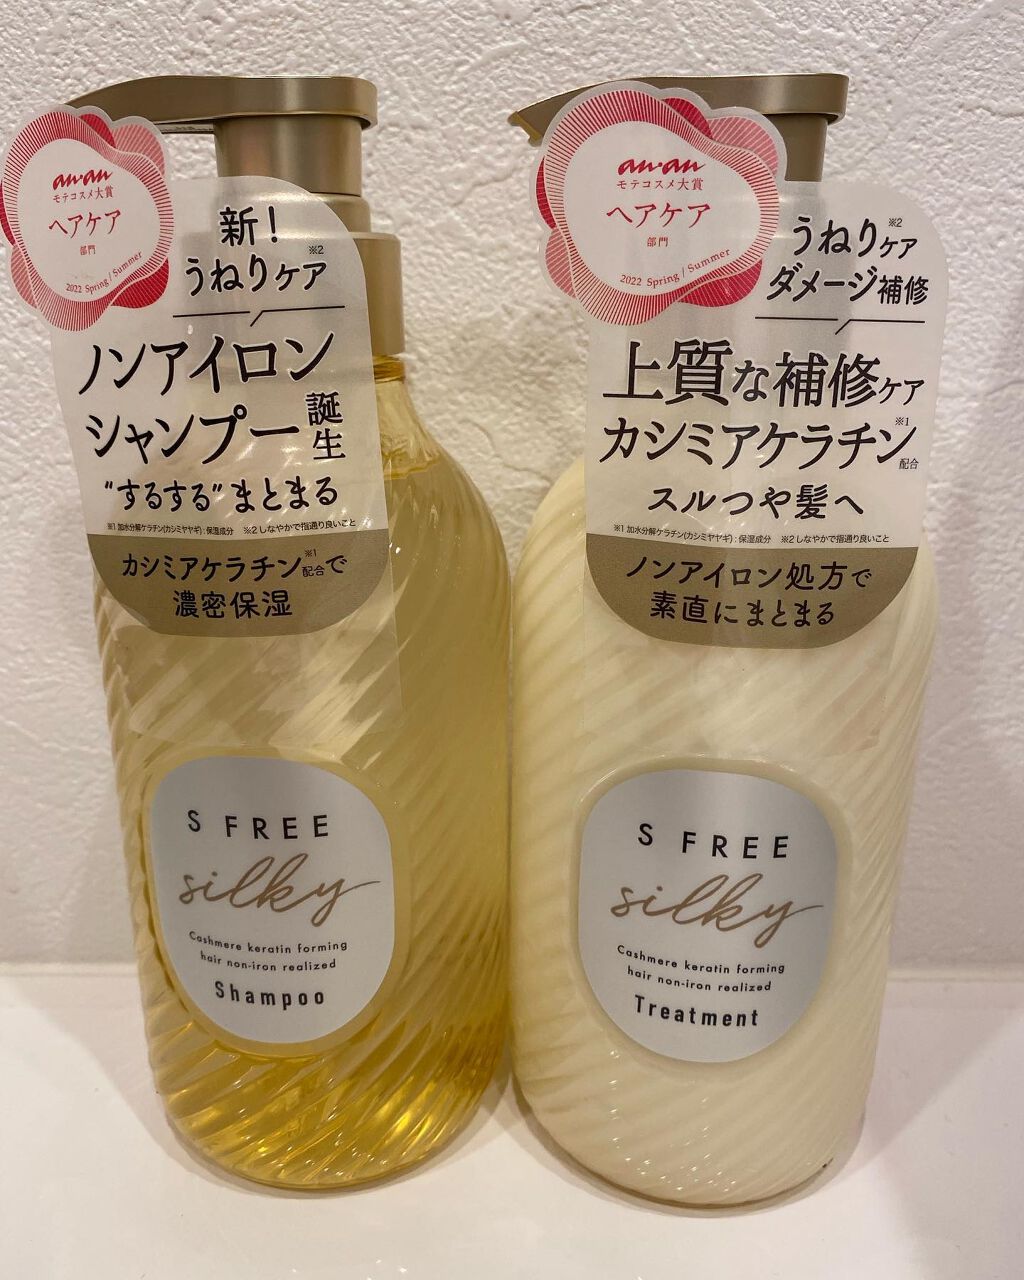 an・an
モテコスメ大賞
ヘアケア
部門
2022 Spring / Summer
新！
うねりケア※2
ノンアイロン
シャンプー誕生
“するする”まとまる
※1 加水分解ケラチン(カシミヤヤギ)：保湿成分 ※2 しなやかで指通り良いこと
カシミアケラチン※1配合で
濃密保湿
S FREE
silky
Cashmere keratin forming
hair non-iron realized
Shampoo
an・an
モテコスメ大賞
ヘアケア
部門
2022 Spring / Summer
うねりケア※2
ダメージ補修
上質な補修ケア
カシミアケラチン※1配合
スルつや髪へ
※1 加水分解ケラチン(カシミヤヤギ)：保湿成分 ※2 しなやかで指通り良いこと
ノンアイロン処方で
素直にまとまる
S FREE
silky
Cashmere keratin forming
hair non-iron realized
Treatment